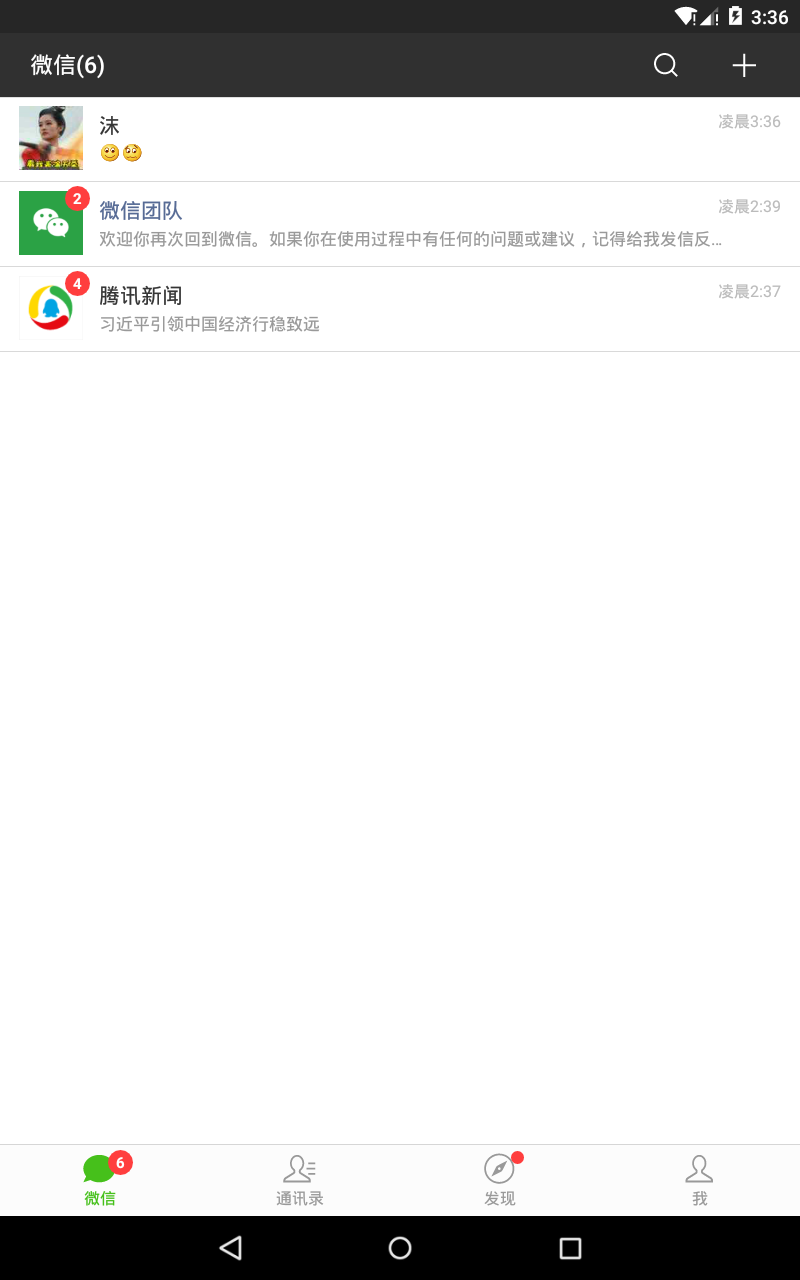 3:36
微信(6)
沫
凌晨3:36
2
微信团队
凌晨2:39
欢迎你再次回到微信。如果你在使用过程中有任何的问题或建议，记得给我发信反…
4
腾讯新闻
凌晨2:37
习近平引领中国经济行稳致远
6
微信
通讯录
发现
我